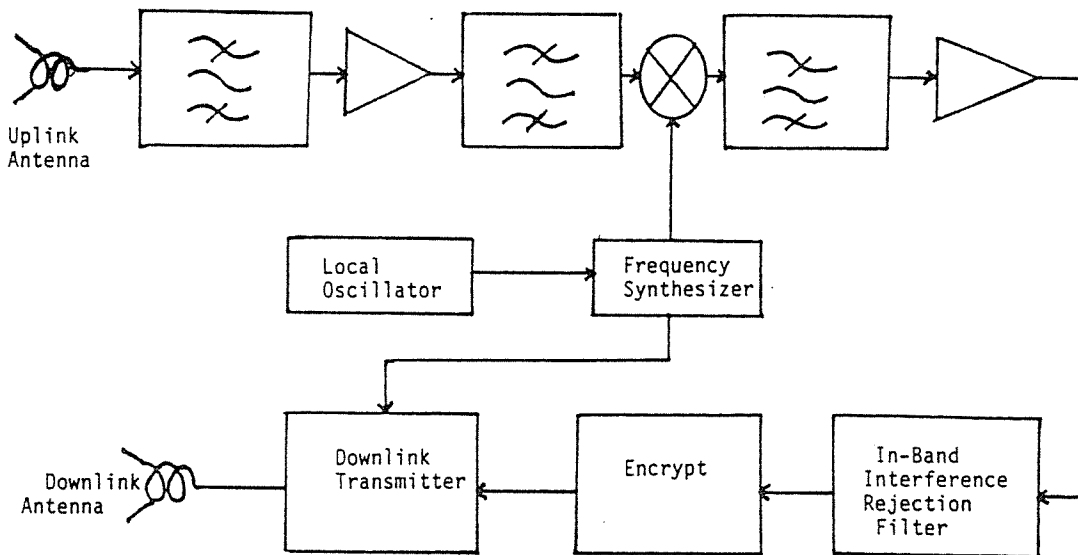 Uplink
Antenna
Local
Oscillator
Frequency
Synthesizer
Downlink
Antenna
Downlink
Transmitter
Encrypt
In-Band
Interference
Rejection
Filter